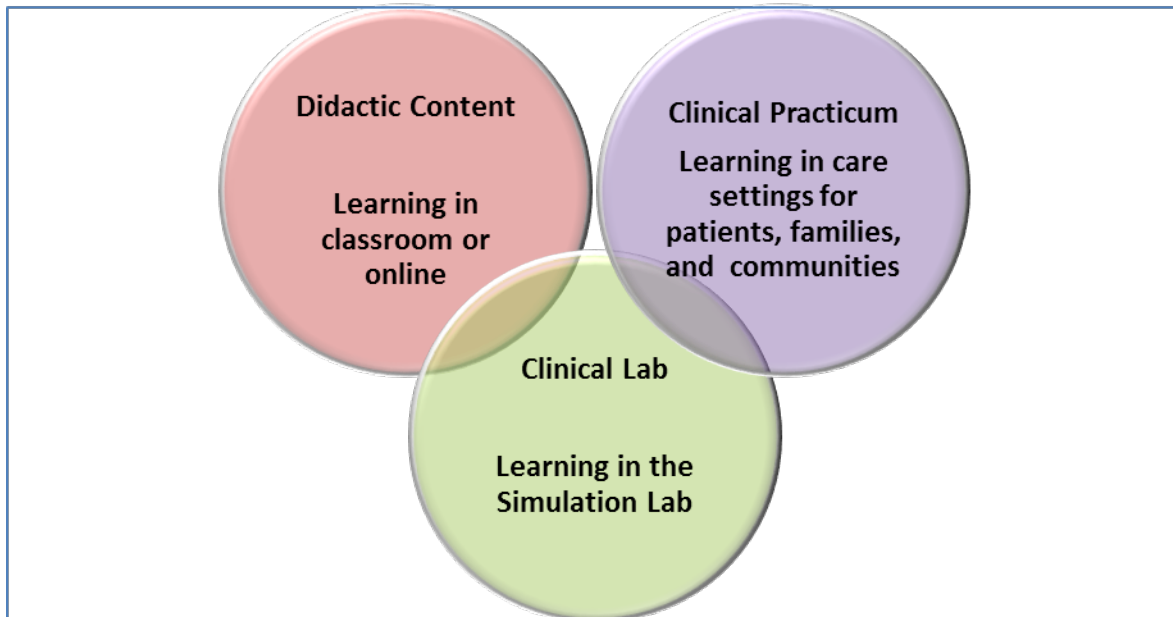 Didactic Content
Learning in
classroom or
online
Clinical Practicum
Learning in care
settings for
patients, families,
and communities
Clinical Lab
Learning in the
Simulation Lab